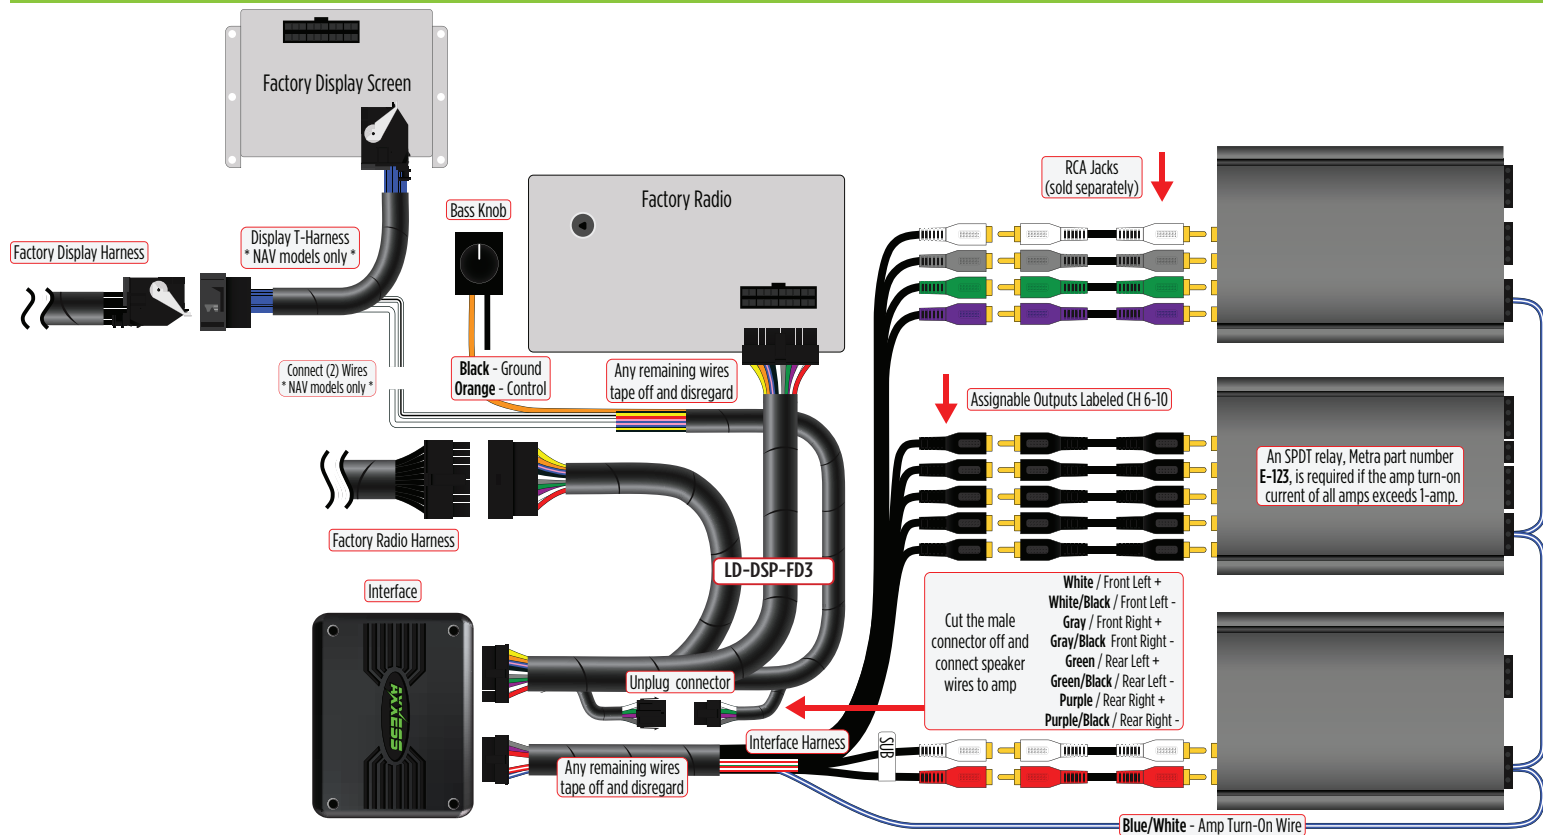 Factory Display Screen
Factory Radio
Bass Knob
RCA Jacks
(sold separately)
Factory Display Harness
Display T-Harness
* NAV models only *
Connect (2) Wires
* NAV models only *
Black - Ground
Orange - Control
Any remaining wires
tape off and disregard
Assignable Outputs Labeled CH 6-10
An SPDT relay, Metra part number
E-123, is required if the amp turn-on
current of all amps exceeds 1-amp.
Factory Radio Harness
LD-DSP-FD3
Interface
Cut the male
connector off and
connect speaker
wires to amp
White / Front Left +
White/Black / Front Left -
Gray / Front Right +
Gray/Black Front Right -
Green / Rear Left +
Green/Black / Rear Left -
Purple / Rear Right +
Purple/Black / Rear Right -
Unplug connector
AXXESS
Interface Harness
SUB
Any remaining wires
tape off and disregard
Blue/White - Amp Turn-On Wire